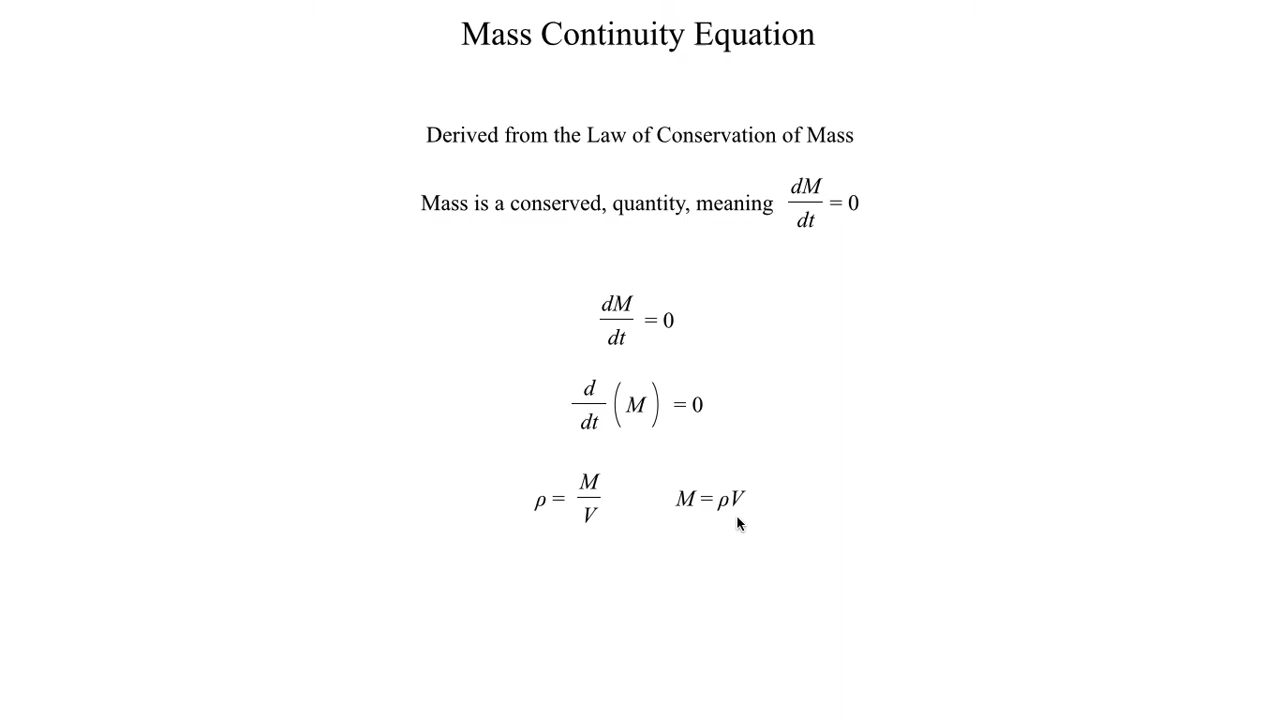 Mass Continuity Equation
Derived from the Law of Conservation of Mass
Mass is a conserved, quantity, meaning dM/dt = 0
dM/dt = 0
d/dt (M) = 0
ρ = M/V M = ρV